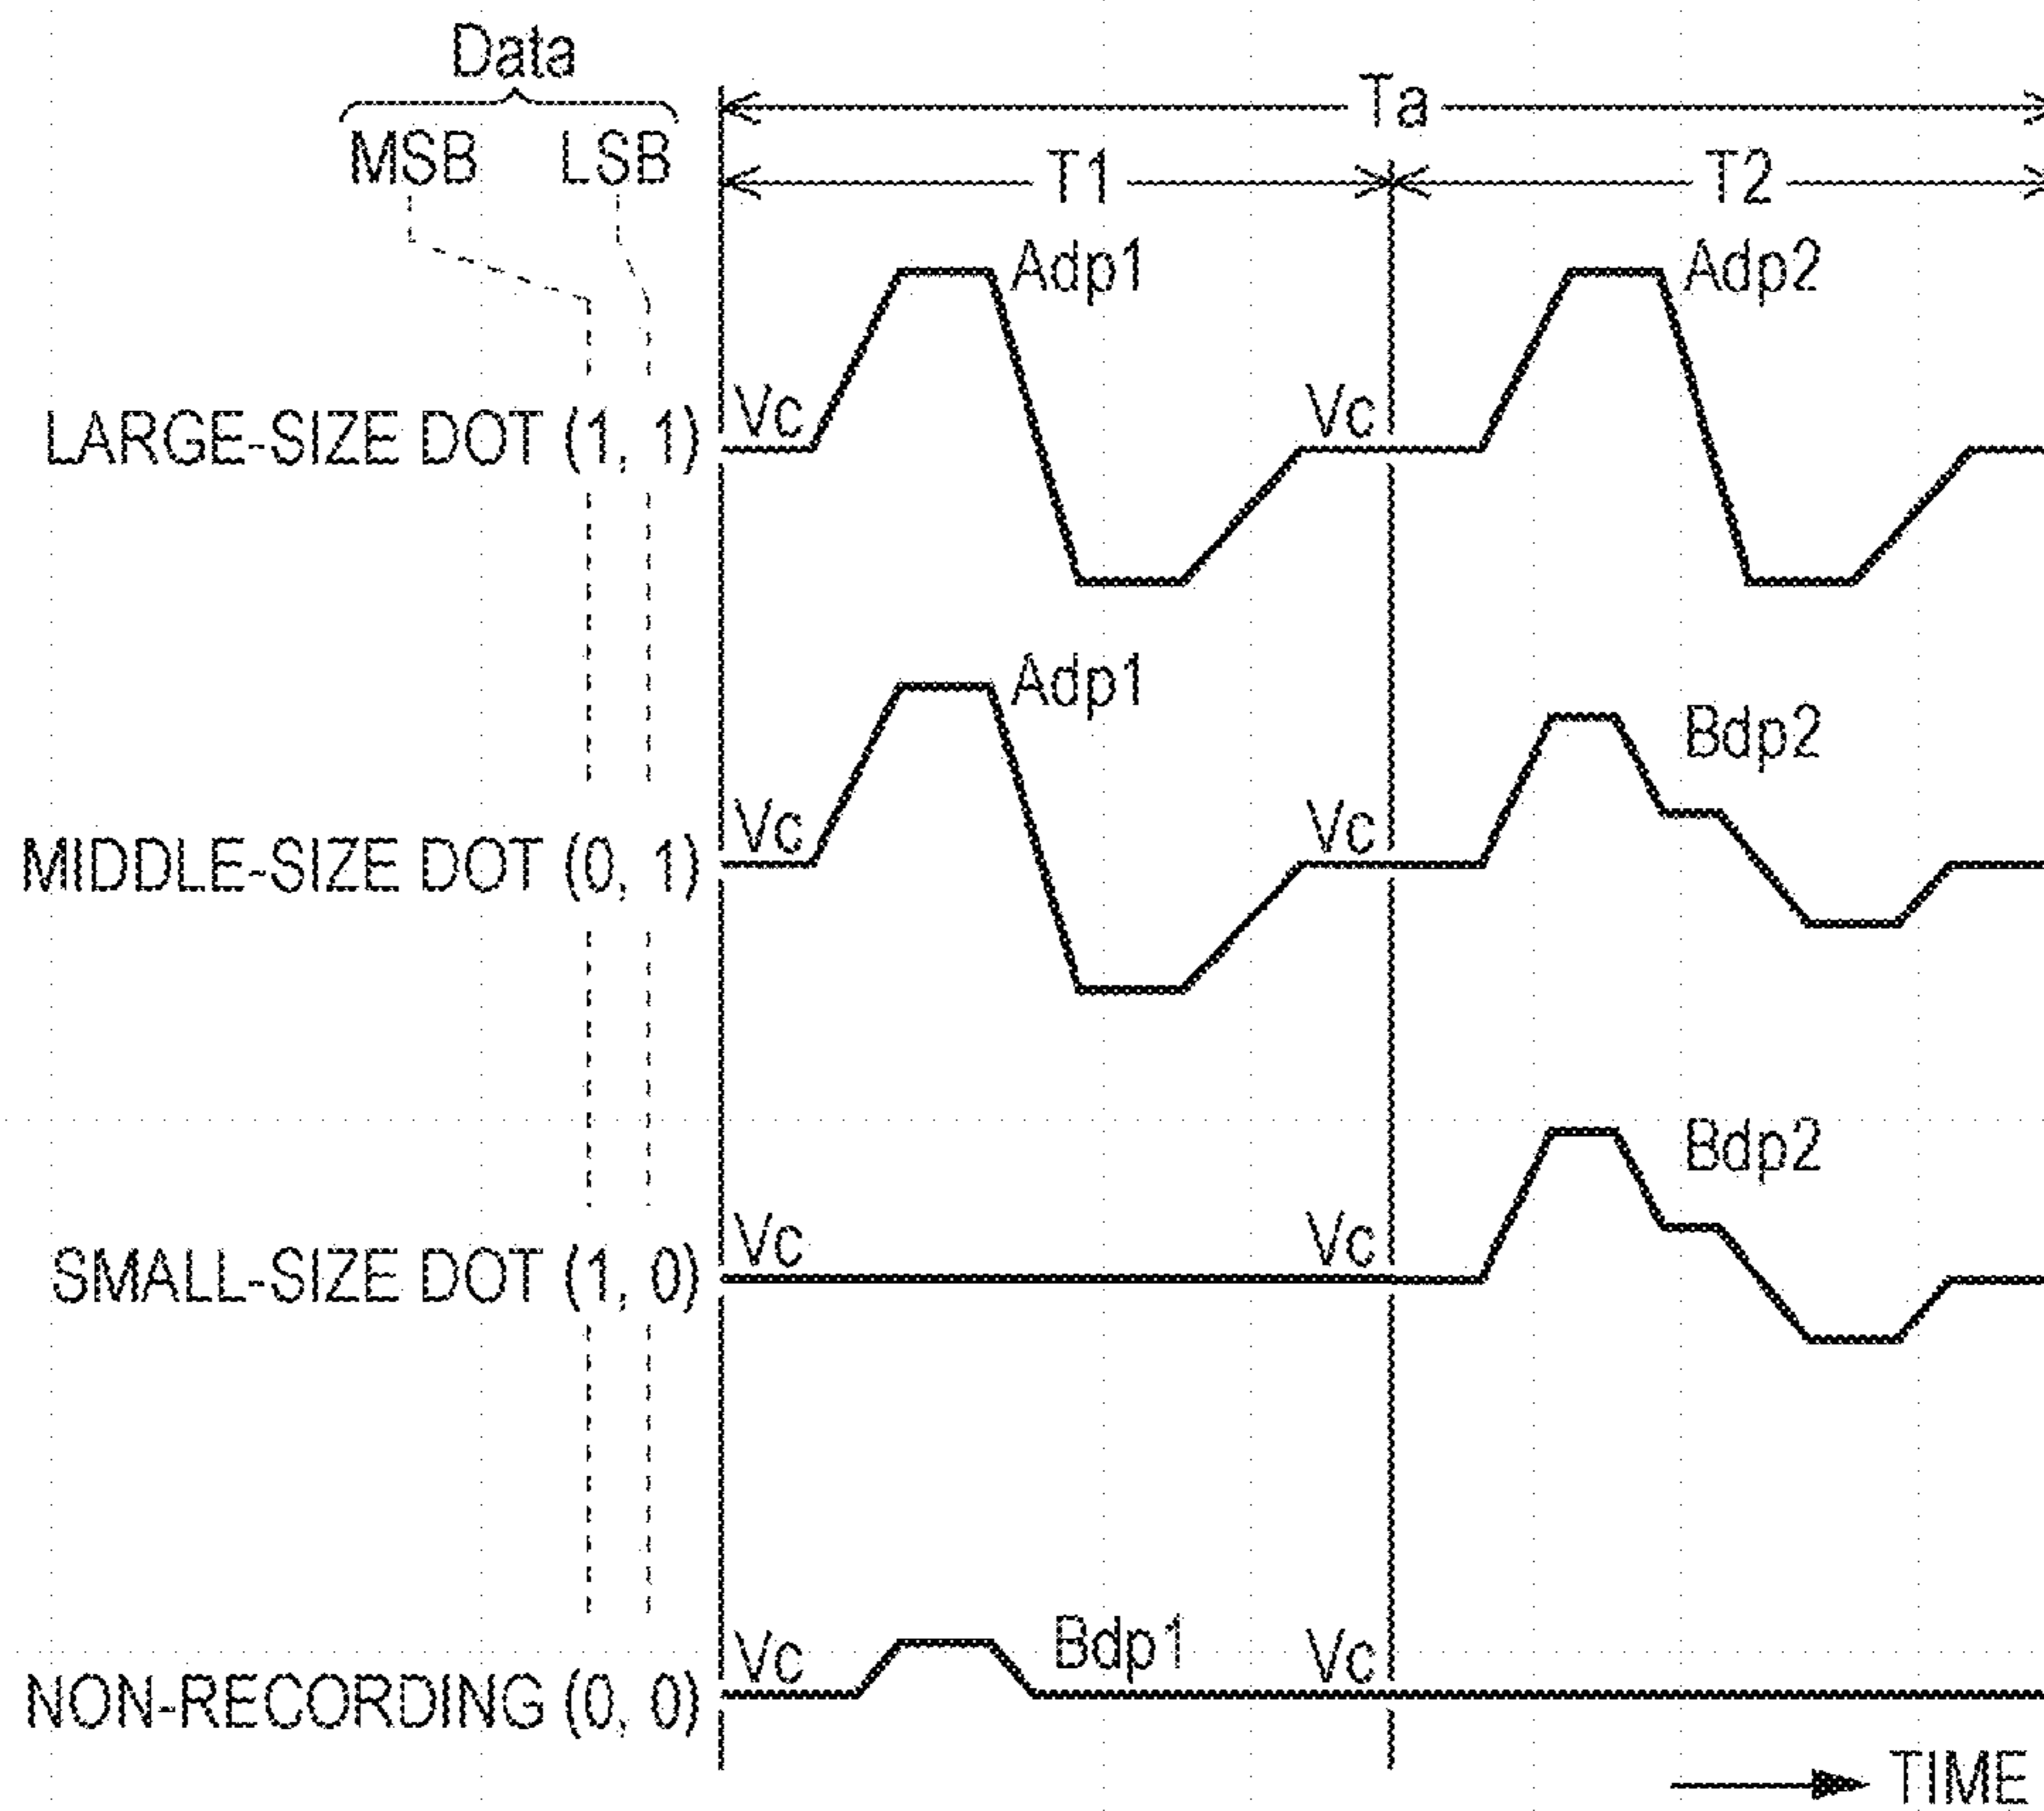 Data
MSB LSB
Ta
T1 T2
Adp1 Adp2
LARGE-SIZE DOT (1, 1) Vc Vc
Adp1 Bdp2
MIDDLE-SIZE DOT (0, 1) Vc Vc
Bdp2
SMALL-SIZE DOT (1, 0) Vc Vc
Bdp1
NON-RECORDING (0, 0) Vc Vc
TIME